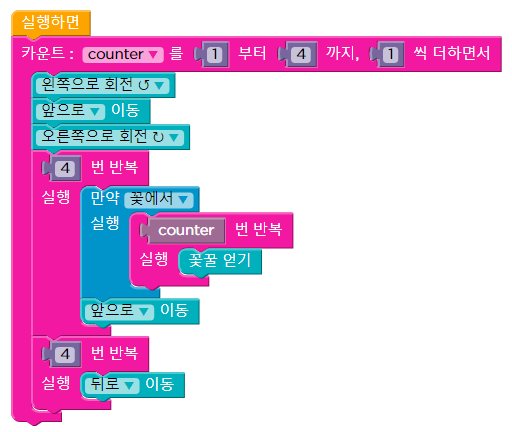 실행하면
카운트 : counter ▼ 를 1 부터 4 까지, 1 씩 더하면서
왼쪽으로 회전 ↺ ▼
앞으로 ▼ 이동
오른쪽으로 회전 ↻ ▼
4 번 반복
실행 만약 꽃에서 ▼
실행 counter 번 반복
실행 꽃꿀 얻기
앞으로 ▼ 이동
4 번 반복
실행 뒤로 ▼ 이동